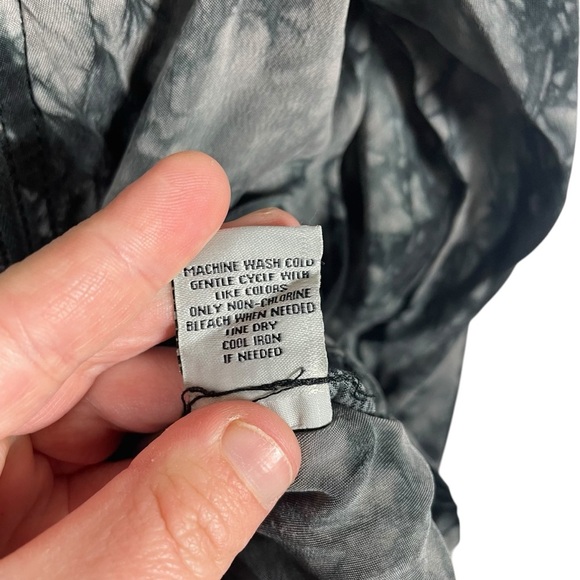 MACHINE WASH COLD
GENTLE CYCLE WITH
LIKE COLORS
ONLY NON-CHLORINE
BLEACH WHEN NEEDED
LINE DRY
COOL IRON
IF NEEDED